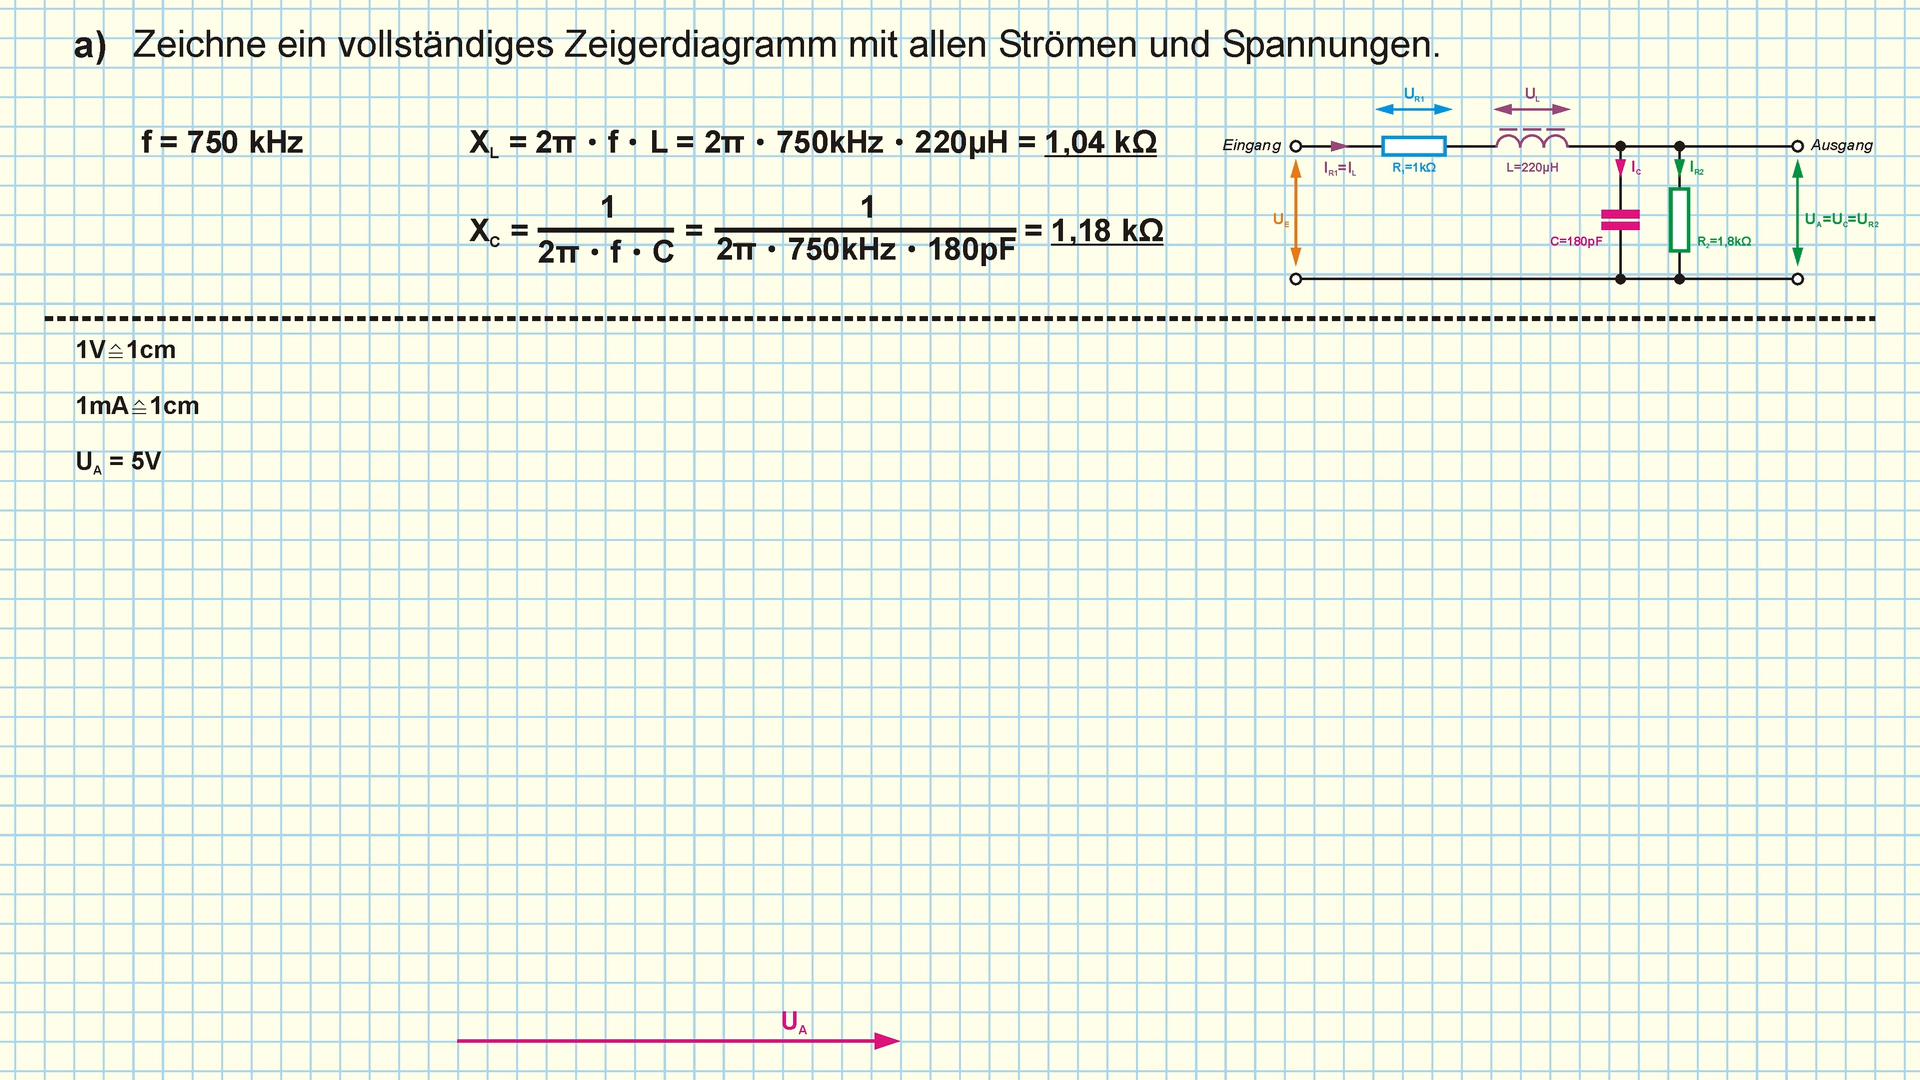 a) Zeichne ein vollständiges Zeigerdiagramm mit allen Strömen und Spannungen.
f = 750 kHz
X_L = 2π · f · L = 2π · 750kHz · 220µH = 1,04 kΩ
X_C = 1 / (2π · f · C) = 1 / (2π · 750kHz · 180pF) = 1,18 kΩ
U_R1
U_L
Eingang
Ausgang
I_R1=I_L
R_1=1kΩ
L=220µH
I_C
I_R2
U_E
U_A=U_C=U_R2
C=180pF
R_2=1,8kΩ
1V≙1cm
1mA≙1cm
U_A = 5V
U_A